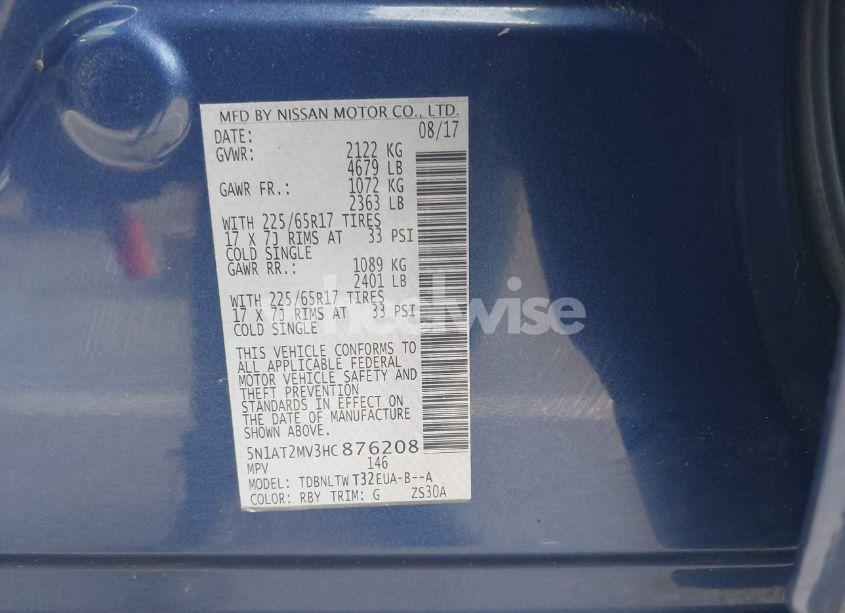 MFD BY NISSAN MOTOR CO., LTD.
DATE: 08/17
GVWR: 2122 KG
4679 LB
GAWR FR.: 1072 KG
2363 LB
WITH 225/65R17 TIRES
17 X 7J RIMS AT 33 PSI
COLD SINGLE
GAWR RR.: 1089 KG
2401 LB
WITH 225/65R17 TIRES
17 X 7J RIMS AT 33 PSI
COLD SINGLE
THIS VEHICLE CONFORMS TO
ALL APPLICABLE FEDERAL
MOTOR VEHICLE SAFETY AND
THEFT PREVENTION
STANDARDS IN EFFECT ON
THE DATE OF MANUFACTURE
SHOWN ABOVE.
5N1AT2MV3HC876208
MPV 146
MODEL: TDBNLTWT32EUA-B--A
COLOR: RBY TRIM: G ZS30A